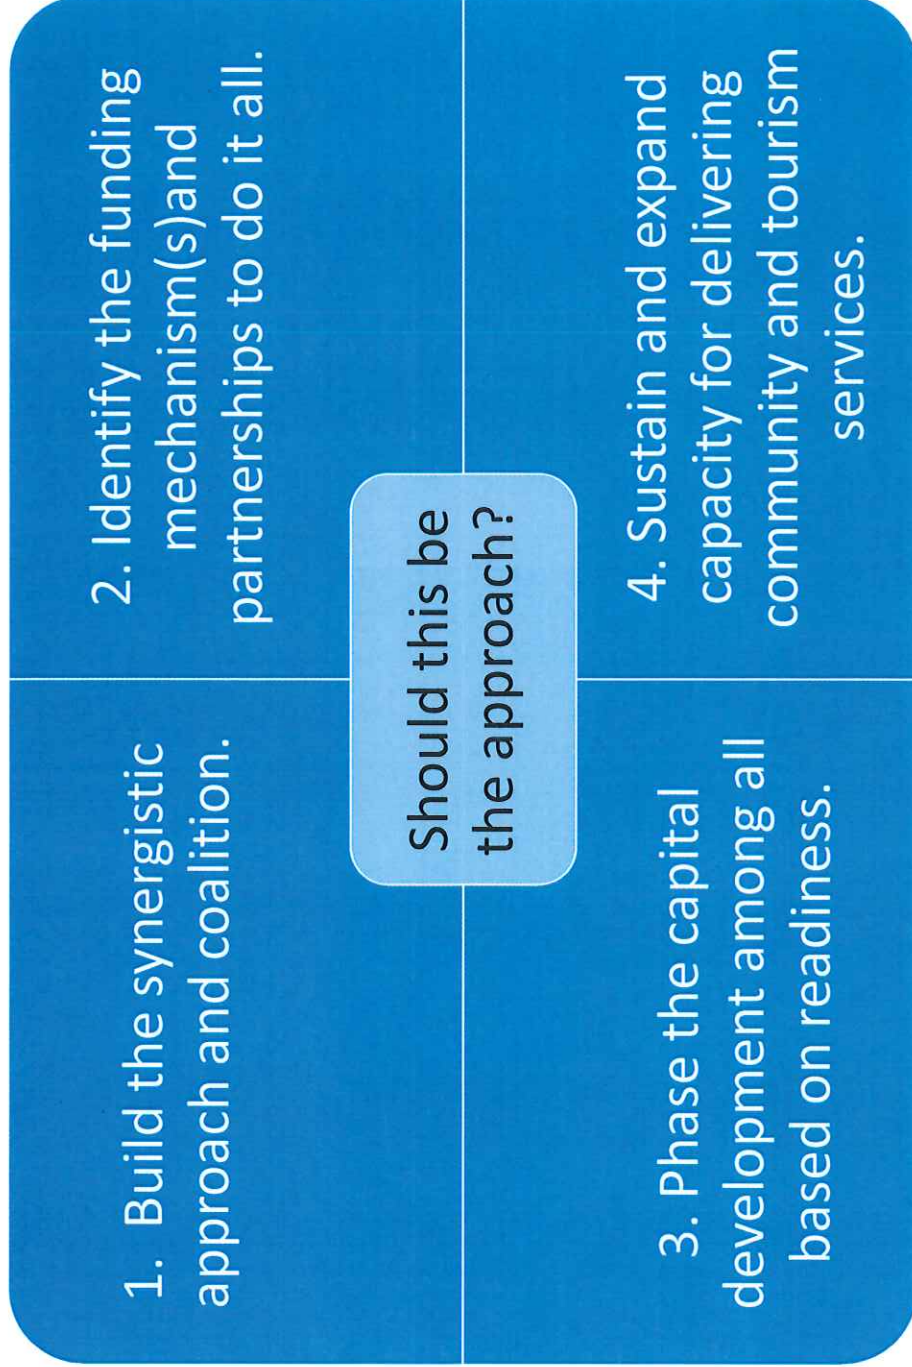 1.  Build the synergistic
approach and coalition.
2. Identify the funding
mechanism(s)and
partnerships to do it all.
Should this be
the approach?
3. Phase the capital
development among all
based on readiness.
4. Sustain and expand
capacity for delivering
community and tourism
services.